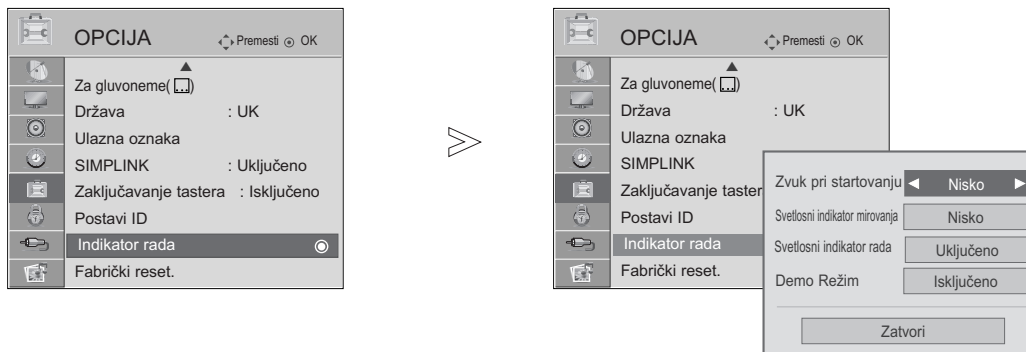 OPCIJA
Premesti OK
Za gluvoneme( )
Država : UK
Ulazna oznaka
SIMPLINK : Uključeno
Zaključavanje tastera : Isključeno
Postavi ID
Indikator rada
Fabrički reset.
OPCIJA
Premesti OK
Za gluvoneme( )
Država : UK
Ulazna oznaka
SIMPLINK
Zaključavanje taster
Postavi ID
Indikator rada
Fabrički reset.
Zvuk pri startovanju ◀ Nisko ▶
Svetlosni indikator mirovanja Nisko
Svetlosni indikator rada Uključeno
Demo Režim Isključeno
Zatvori